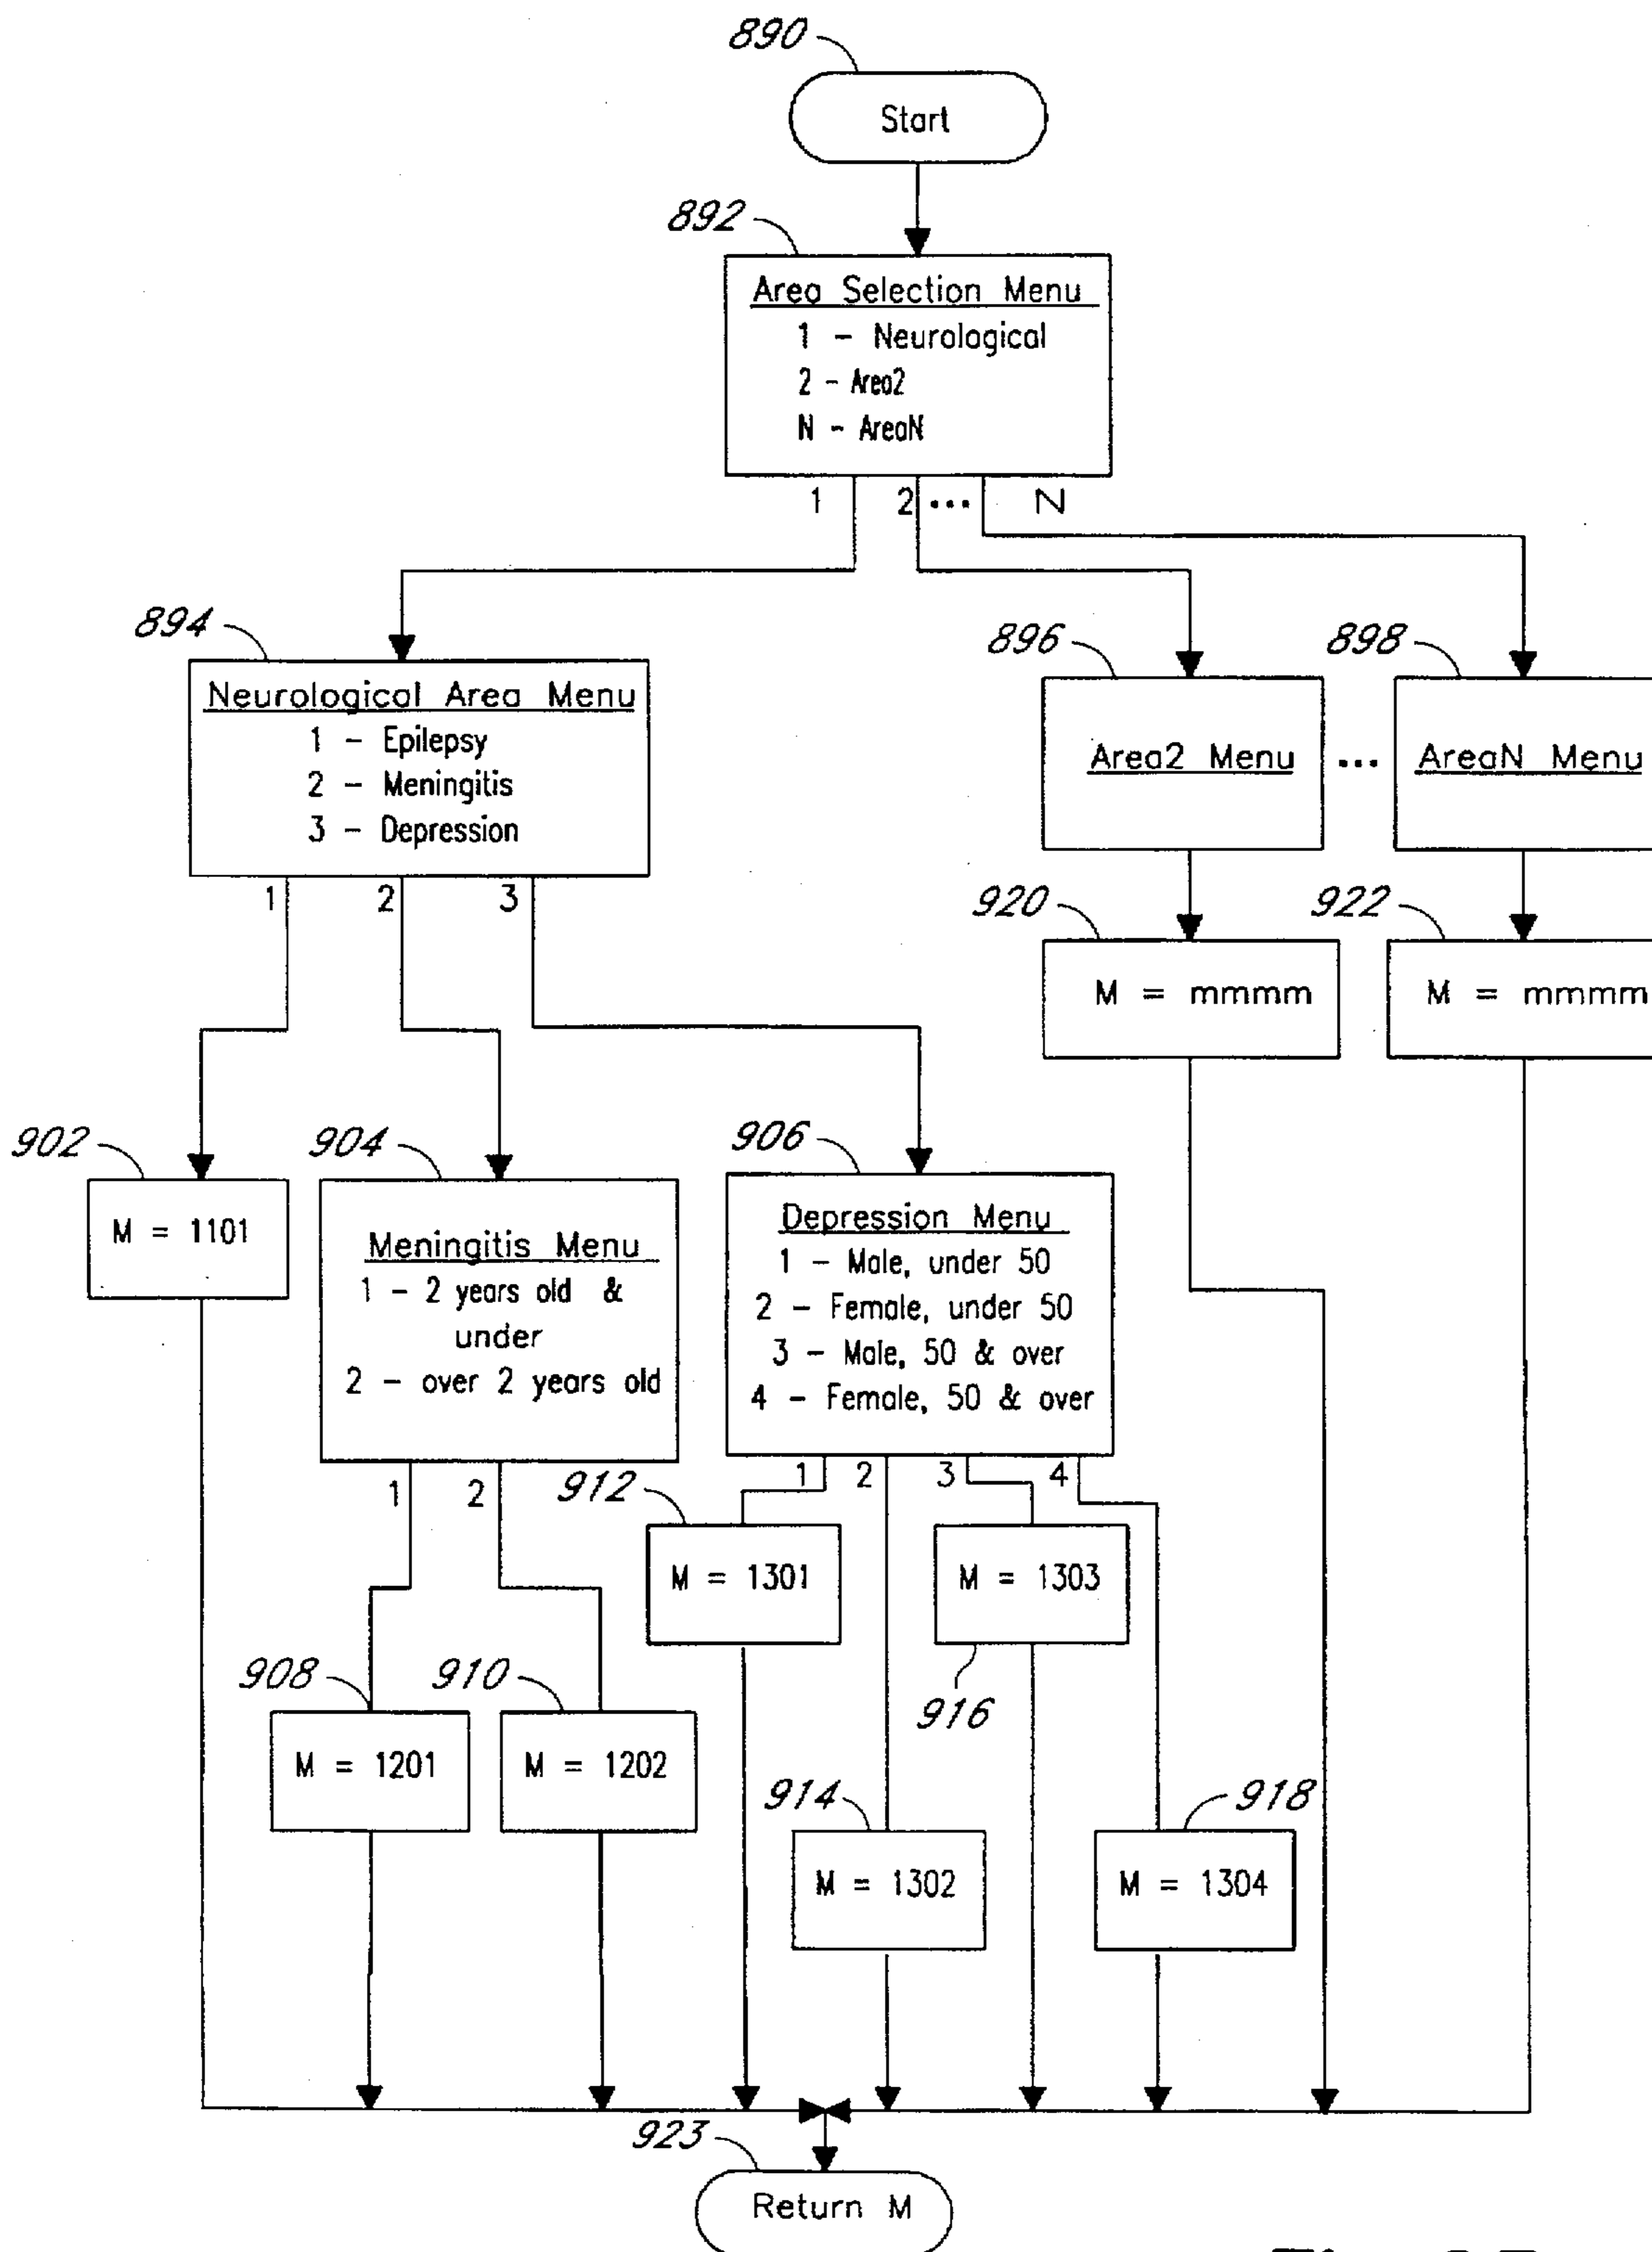 890
Start
892
Area Selection Menu
1 - Neurological
2 - Area2
N - AreaN
1 2 ... N
894
Neurological Area Menu
1 - Epilepsy
2 - Meningitis
3 - Depression
1 2 3
896
Area2 Menu
...
898
AreaN Menu
920
M = mmmm
922
M = mmmm
902
M = 1101
904
Meningitis Menu
1 - 2 years old &
under
2 - over 2 years old
1 2
906
Depression Menu
1 - Male, under 50
2 - Female, under 50
3 - Male, 50 & over
4 - Female, 50 & over
1 2 3 4
912
M = 1301
M = 1303
916
908
M = 1201
910
M = 1202
914
M = 1302
918
M = 1304
923
Return M